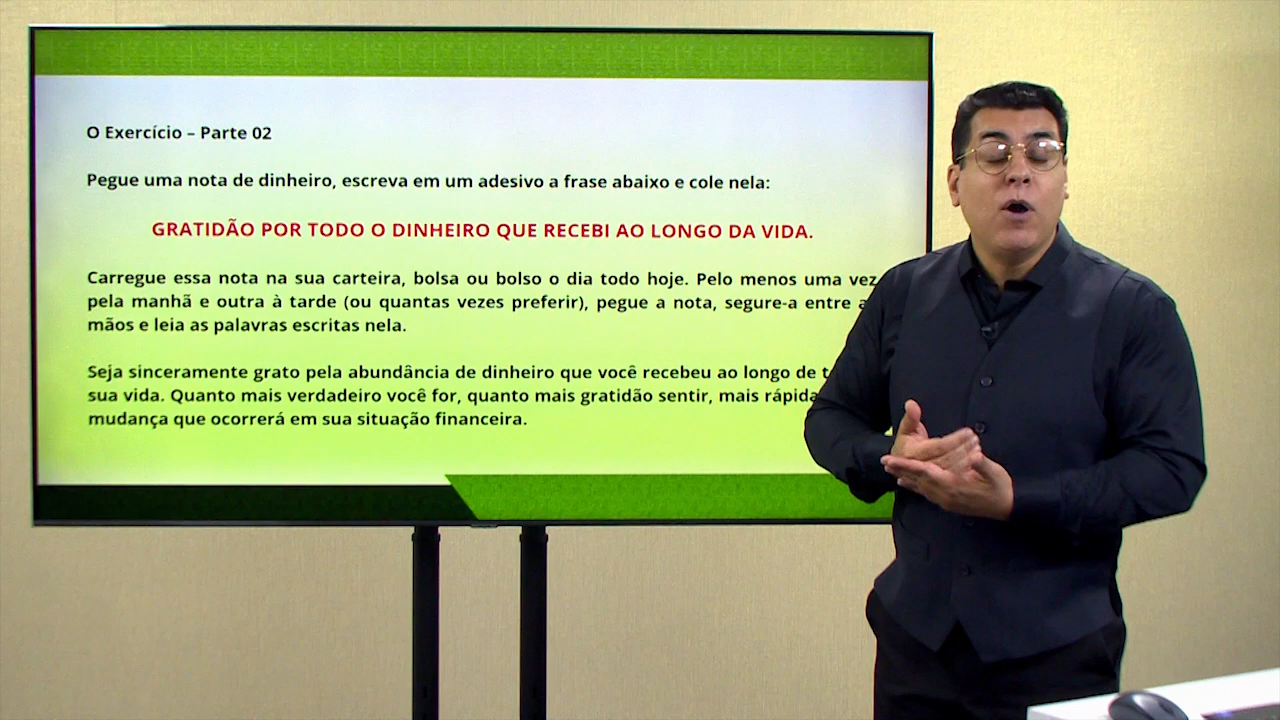 O Exercício – Parte 02
Pegue uma nota de dinheiro, escreva em um adesivo a frase abaixo e cole nela:
GRATIDÃO POR TODO O DINHEIRO QUE RECEBI AO LONGO DA VIDA.
Carregue essa nota na sua carteira, bolsa ou bolso o dia todo hoje. Pelo menos uma vez
pela manhã e outra à tarde (ou quantas vezes preferir), pegue a nota, segure-a entre
mãos e leia as palavras escritas nela.
Seja sinceramente grato pela abundância de dinheiro que você recebeu ao longo de
sua vida. Quanto mais verdadeiro você for, quanto mais gratidão sentir, mais
mudança que ocorrerá em sua situação financeira.